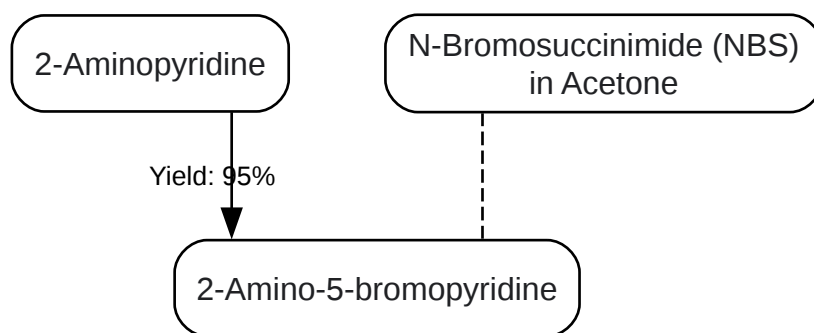 2-Aminopyridine
N-Bromosuccinimide (NBS)
in Acetone
Yield: 95%
2-Amino-5-bromopyridine